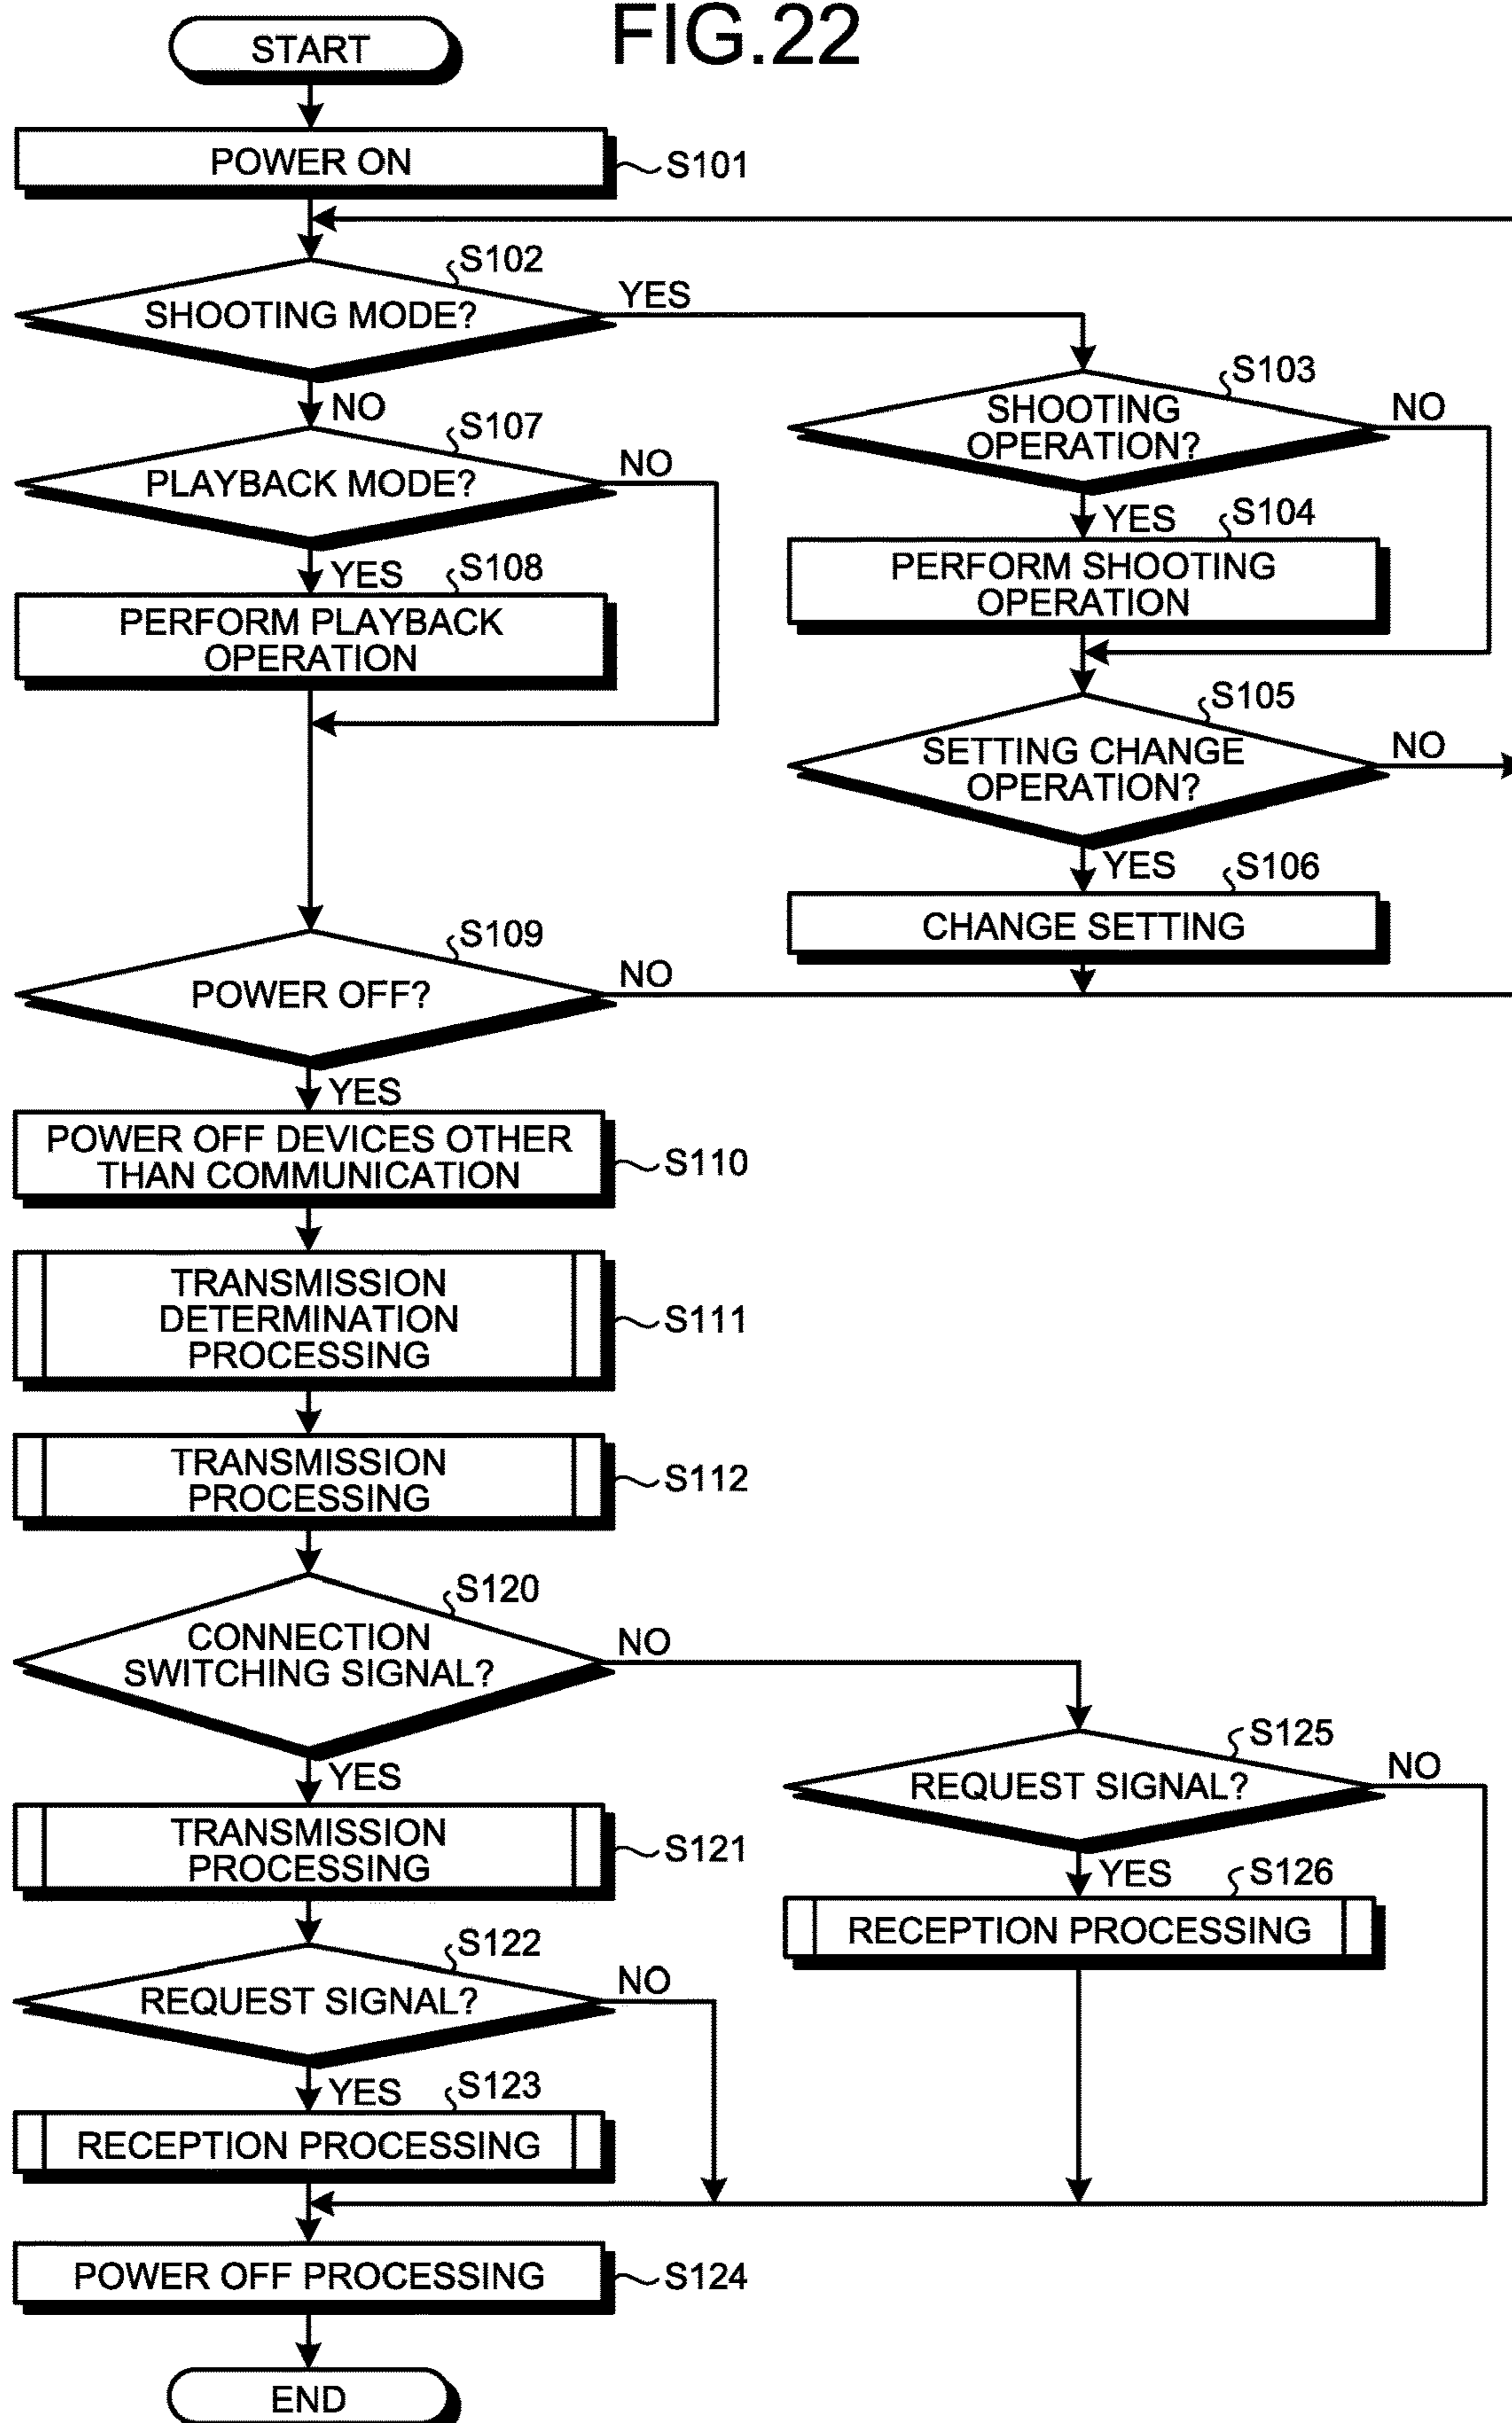 FIG.22
START
POWER ON
S101
S102
SHOOTING MODE?
YES
NO
S103
SHOOTING
OPERATION?
NO
YES
S104
PERFORM SHOOTING
OPERATION
S105
SETTING CHANGE
OPERATION?
NO
YES
S106
CHANGE SETTING
S107
PLAYBACK MODE?
NO
YES
S108
PERFORM PLAYBACK
OPERATION
S109
POWER OFF?
NO
YES
POWER OFF DEVICES OTHER
THAN COMMUNICATION
S110
TRANSMISSION
DETERMINATION
PROCESSING
S111
TRANSMISSION
PROCESSING
S112
S120
CONNECTION
SWITCHING SIGNAL?
NO
YES
TRANSMISSION
PROCESSING
S121
S122
REQUEST SIGNAL?
NO
YES
S123
RECEPTION PROCESSING
S125
REQUEST SIGNAL?
NO
YES
S126
RECEPTION PROCESSING
POWER OFF PROCESSING
S124
END